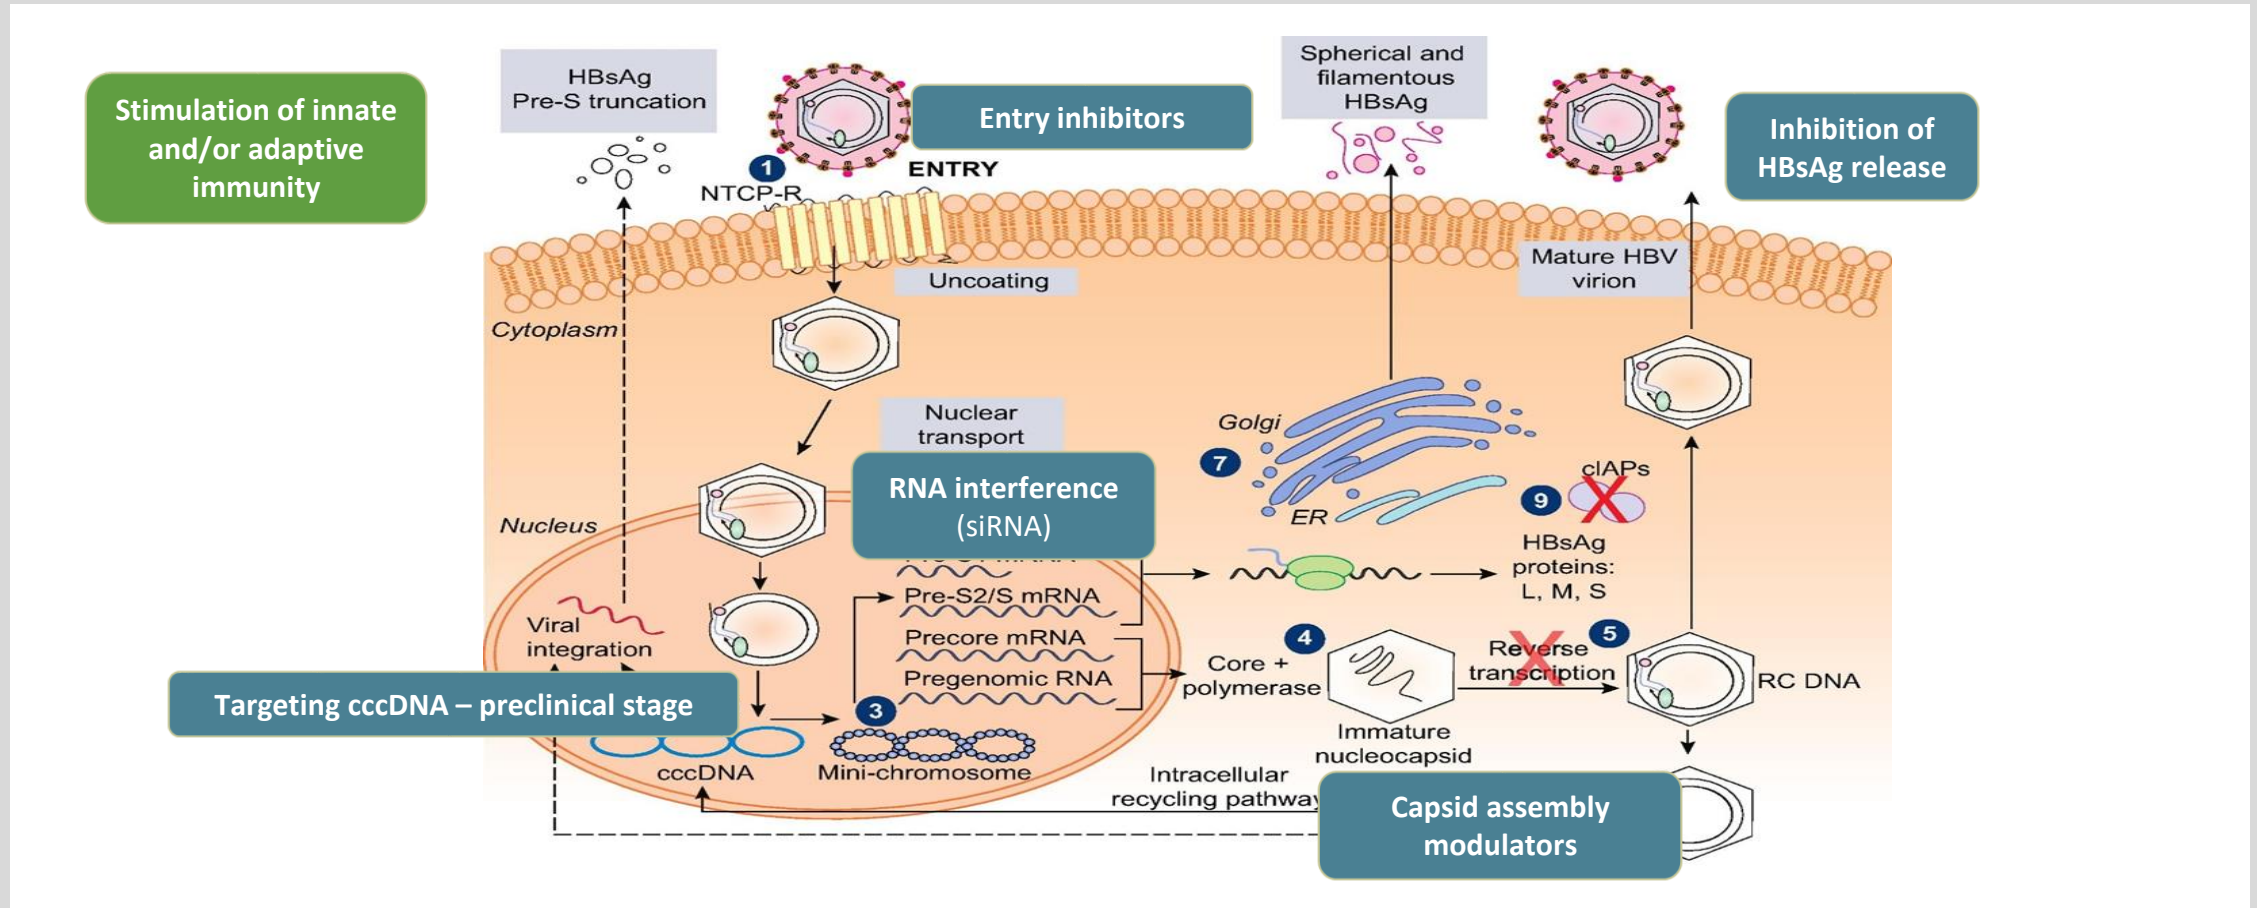 Stimulation of innate
and/or adaptive
immunity
HBsAg
Pre-S truncation
Entry inhibitors
Spherical and
filamentous
HBsAg
Inhibition of
HBsAg release
1
NTCP-R
ENTRY
Uncoating
Mature HBV
virion
Cytoplasm
Nuclear
transport
Golgi
7
RNA interference
(siRNA)
cIAPs
9
ER
Nucleus
HBsAg
proteins:
L, M, S
Pre-S2/S mRNA
Viral
integration
Precore mRNA
Pregenomic RNA
4
Core +
polymerase
Reverse
transcription
5
RC DNA
Targeting cccDNA – preclinical stage
3
Immature
nucleocapsid
cccDNA
Mini-chromosome
Intracellular
recycling pathway
Capsid assembly
modulators